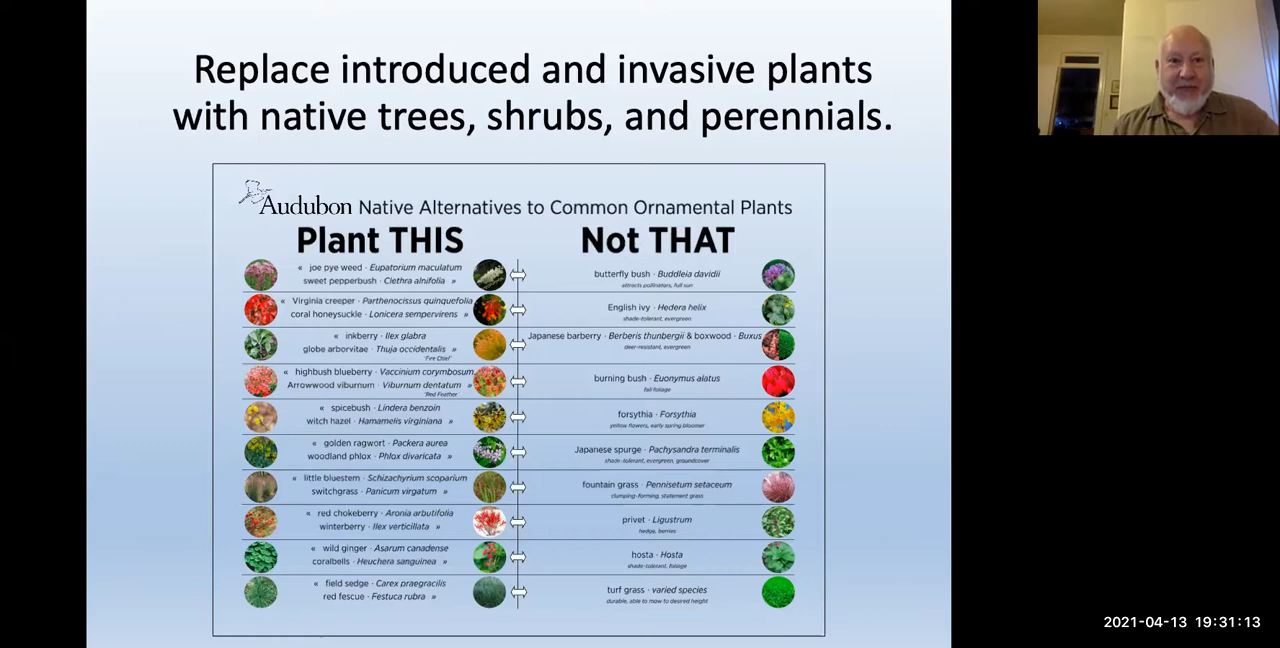 Replace introduced and invasive plants
with native trees, shrubs, and perennials.
Audubon Native Alternatives to Common Ornamental Plants
Plant THIS Not THAT
« joe pye weed · Eupatorium maculatum
sweet pepperbush · Clethra alnifolia »
butterfly bush · Buddleia davidii
attracts pollinators, full sun
« Virginia creeper · Parthenocissus quinquefolia
coral honeysuckle · Lonicera sempervirens »
English ivy · Hedera helix
shade-tolerant, evergreen
« inkberry · Ilex glabra
globe arborvitae · Thuja occidentalis »
'Fire Chief'
Japanese barberry · Berberis thunbergii & boxwood · Buxus
deer-resistant, evergreen
« highbush blueberry · Vaccinium corymbosum
Arrowwood viburnum · Viburnum dentatum »
'Red Feather'
burning bush · Euonymus alatus
fall foliage
« spicebush · Lindera benzoin
witch hazel · Hamamelis virginiana »
forsythia · Forsythia
yellow flowers, early spring bloomer
« golden ragwort · Packera aurea
woodland phlox · Phlox divaricata »
Japanese spurge · Pachysandra terminalis
shade-tolerant, evergreen, groundcover
« little bluestem · Schizachyrium scoparium
switchgrass · Panicum virgatum »
fountain grass · Pennisetum setaceum
clumping-forming, statement grass
« red chokeberry · Aronia arbutifolia
winterberry · Ilex verticillata »
privet · Ligustrum
hedge, berries
« wild ginger · Asarum canadense
coralbells · Heuchera sanguinea »
hosta · Hosta
shade-tolerant, foliage
« field sedge · Carex praegracilis
red fescue · Festuca rubra »
turf grass · varied species
durable, able to mow to desired height
2021-04-13 19:31:13